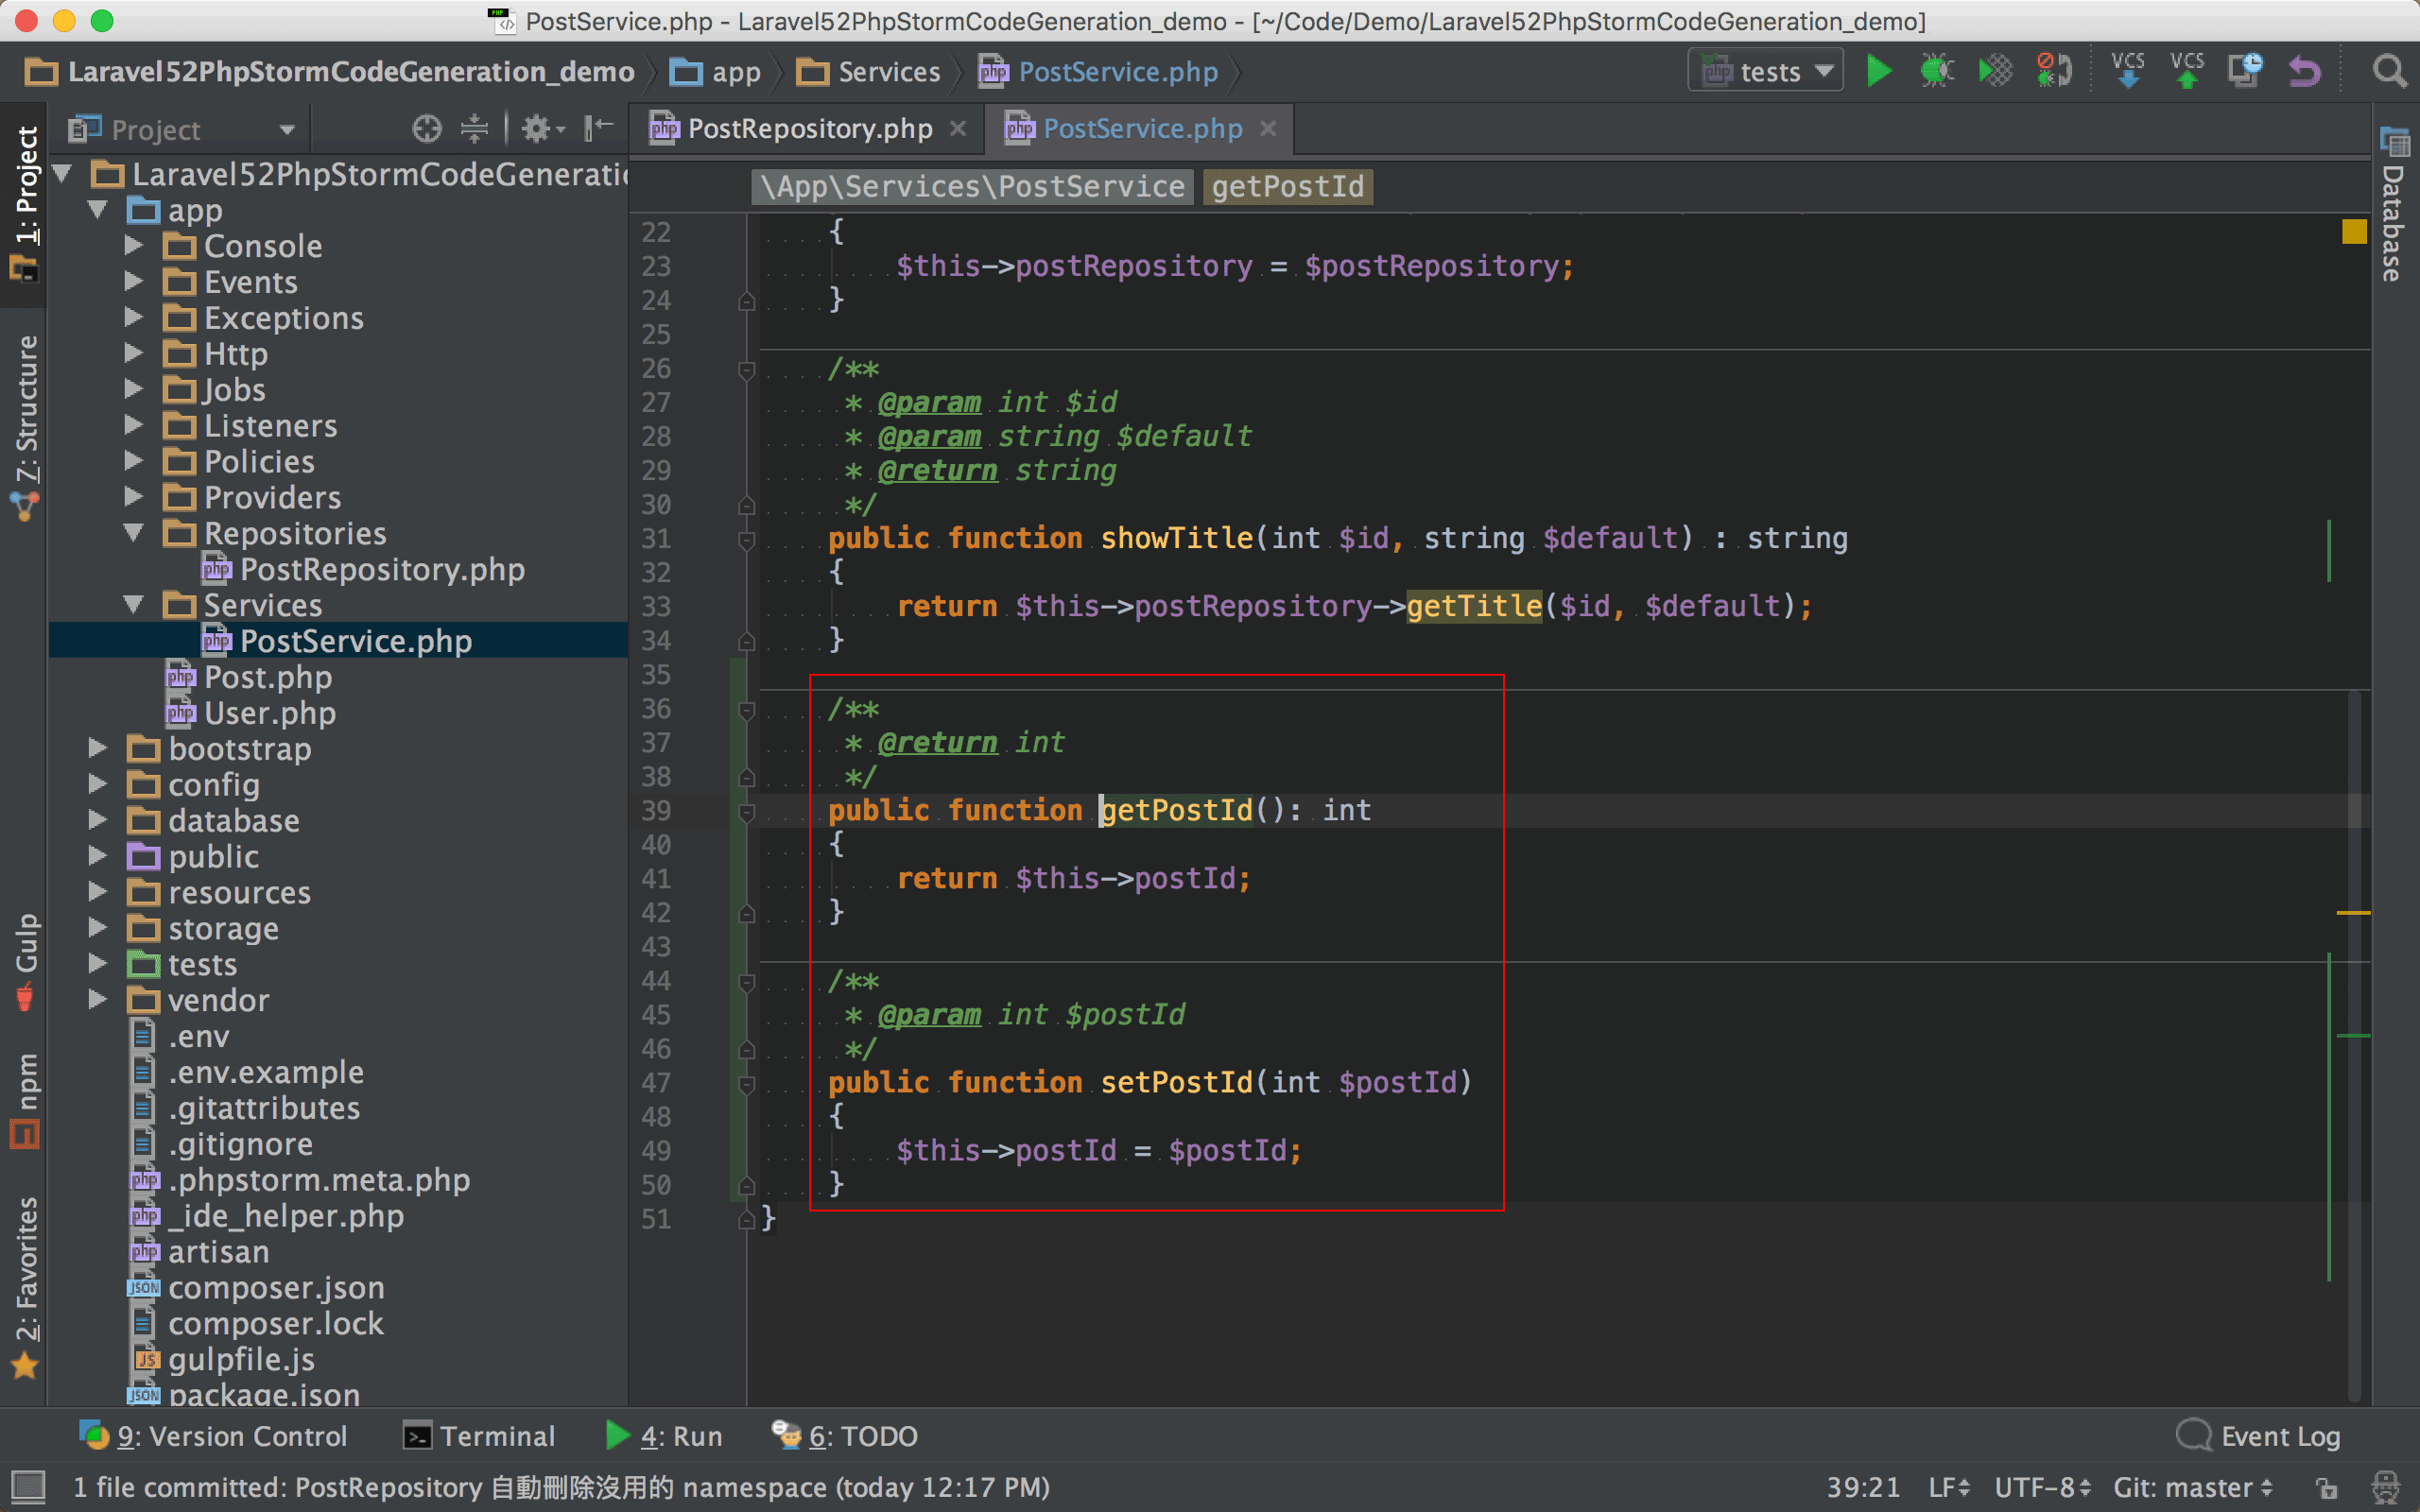 PostService.php - Laravel52PhpStormCodeGeneration_demo - [~/Code/Demo/Laravel52PhpStormCodeGeneration_demo]
Laravel52PhpStormCodeGeneration_demo app Services PostService.php tests VCS VCS
1: Project
Z: Structure
Gulp
npm
2: Favorites
Project
Laravel52PhpStormCodeGeneratio
app
Console
Events
Exceptions
Http
Jobs
Listeners
Policies
Providers
Repositories
PostRepository.php
Services
PostService.php
Post.php
User.php
bootstrap
config
database
public
resources
storage
tests
vendor
.env
.env.example
.gitattributes
.gitignore
.phpstorm.meta.php
_ide_helper.php
artisan
composer.json
composer.lock
gulpfile.js
package.json
PostRepository.php PostService.php
\App\Services\PostService getPostId
22 {
23 $this->postRepository = $postRepository;
24 }
25
26 /**
27 * @param int $id
28 * @param string $default
29 * @return string
30 */
31 public function showTitle(int $id, string $default) : string
32 {
33 return $this->postRepository->getTitle($id, $default);
34 }
35
36 /**
37 * @return int
38 */
39 public function getPostId(): int
40 {
41 return $this->postId;
42 }
43
44 /**
45 * @param int $postId
46 */
47 public function setPostId(int $postId)
48 {
49 $this->postId = $postId;
50 }
51 }
Database
9: Version Control Terminal 4: Run 6: TODO Event Log
1 file committed: PostRepository 自動刪除沒用的 namespace (today 12:17 PM) 39:21 LF UTF-8 Git: master